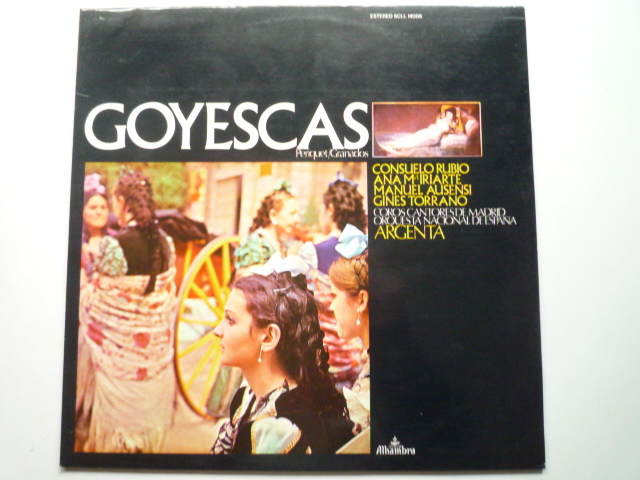 ESTEREO SCLL 14006
GOYESCAS
Periquet/Granados
CONSUELO RUBIO
ANA Mª IRIARTE
MANUEL AUSENSI
GINES TORRANO
COROS CANTORES DE MADRID
ORQUESTA NACIONAL DE ESPAÑA
ARGENTA
Alhambra